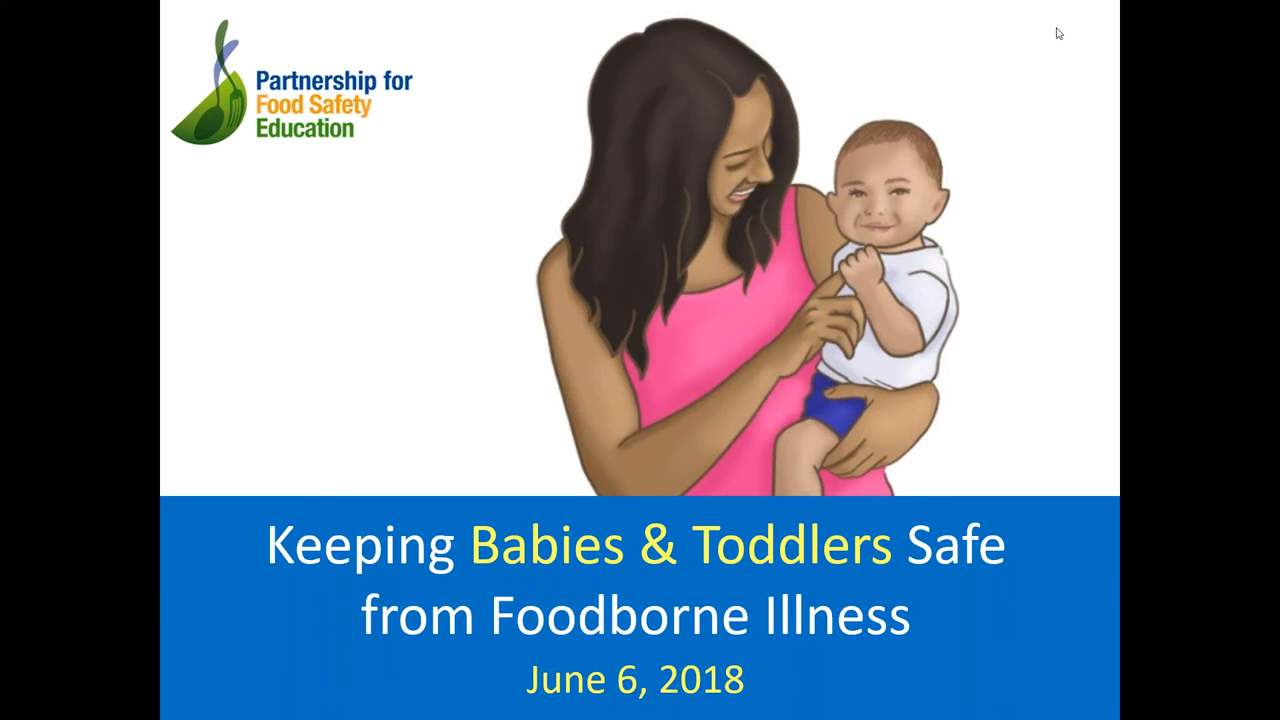 Partnership for
Food Safety
Education
Keeping Babies & Toddlers Safe
from Foodborne Illness
June 6, 2018